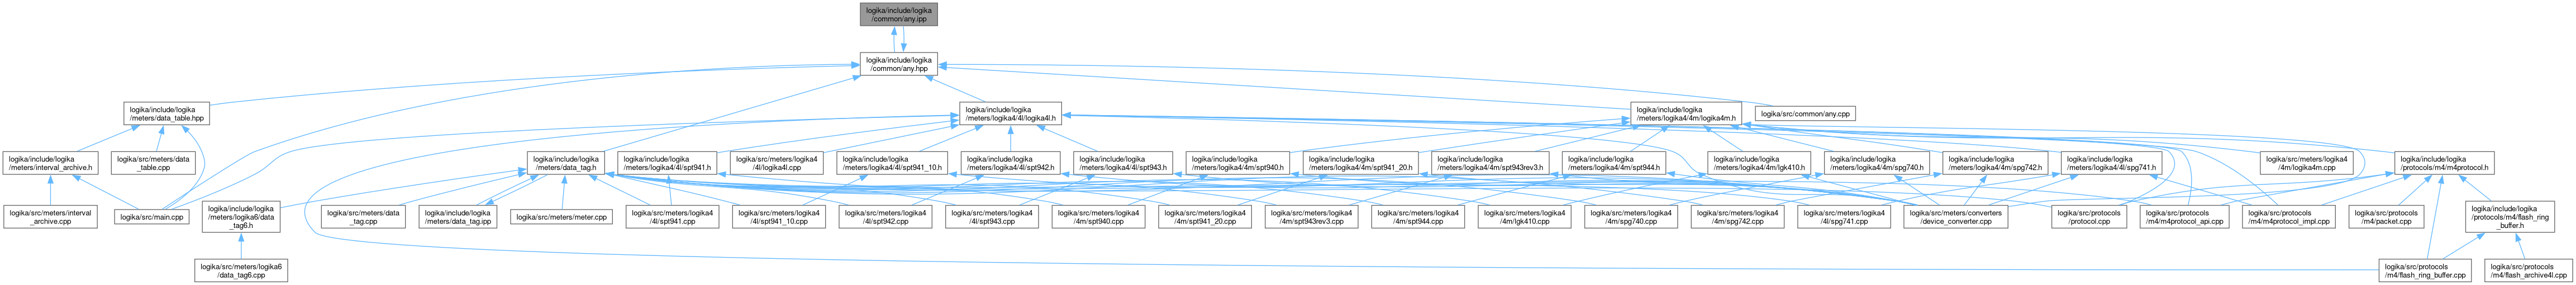 logika/include/logika
/common/any.ipp
logika/include/logika
/common/any.hpp
logika/include/logika
/meters/data_table.hpp
logika/include/logika
/meters/logika4/4l/logika4l.h
logika/include/logika
/meters/logika4/4m/logika4m.h
logika/src/common/any.cpp
logika/include/logika
/meters/interval_archive.h
logika/src/meters/data
_table.cpp
logika/include/logika
/meters/data_tag.h
logika/include/logika
/meters/logika4/4l/spt941.h
logika/src/meters/logika4
/4l/logika4l.cpp
logika/include/logika
/meters/logika4/4l/spt941_10.h
logika/include/logika
/meters/logika4/4l/spt942.h
logika/include/logika
/meters/logika4/4l/spt943.h
logika/include/logika
/meters/logika4/4m/spt940.h
logika/include/logika
/meters/logika4/4m/spt941_20.h
logika/include/logika
/meters/logika4/4m/spt943rev3.h
logika/include/logika
/meters/logika4/4m/spt944.h
logika/include/logika
/meters/logika4/4m/lgk410.h
logika/include/logika
/meters/logika4/4m/spg740.h
logika/include/logika
/meters/logika4/4m/spg742.h
logika/include/logika
/meters/logika4/4l/spg741.h
logika/src/meters/logika4
/4m/logika4m.cpp
logika/include/logika
/protocols/m4/m4protocol.h
logika/src/meters/interval
_archive.cpp
logika/src/main.cpp
logika/include/logika
/meters/logika6/data
_tag6.h
logika/src/meters/data
_tag.cpp
logika/include/logika
/meters/data_tag.ipp
logika/src/meters/meter.cpp
logika/src/meters/logika4
/4l/spt941.cpp
logika/src/meters/logika4
/4l/spt941_10.cpp
logika/src/meters/logika4
/4l/spt942.cpp
logika/src/meters/logika4
/4l/spt943.cpp
logika/src/meters/logika4
/4m/spt940.cpp
logika/src/meters/logika4
/4m/spt941_20.cpp
logika/src/meters/logika4
/4m/spt943rev3.cpp
logika/src/meters/logika4
/4m/spt944.cpp
logika/src/meters/logika4
/4m/lgk410.cpp
logika/src/meters/logika4
/4m/spg740.cpp
logika/src/meters/logika4
/4m/spg742.cpp
logika/src/meters/logika4
/4l/spg741.cpp
logika/src/meters/converters
/device_converter.cpp
logika/src/protocols
/protocol.cpp
logika/src/protocols
/m4/m4protocol_api.cpp
logika/src/protocols
/m4/m4protocol_impl.cpp
logika/src/protocols
/m4/packet.cpp
logika/include/logika
/protocols/m4/flash_ring
_buffer.h
logika/src/meters/logika6
/data_tag6.cpp
logika/src/protocols
/m4/flash_ring_buffer.cpp
logika/src/protocols
/m4/flash_archive4l.cpp